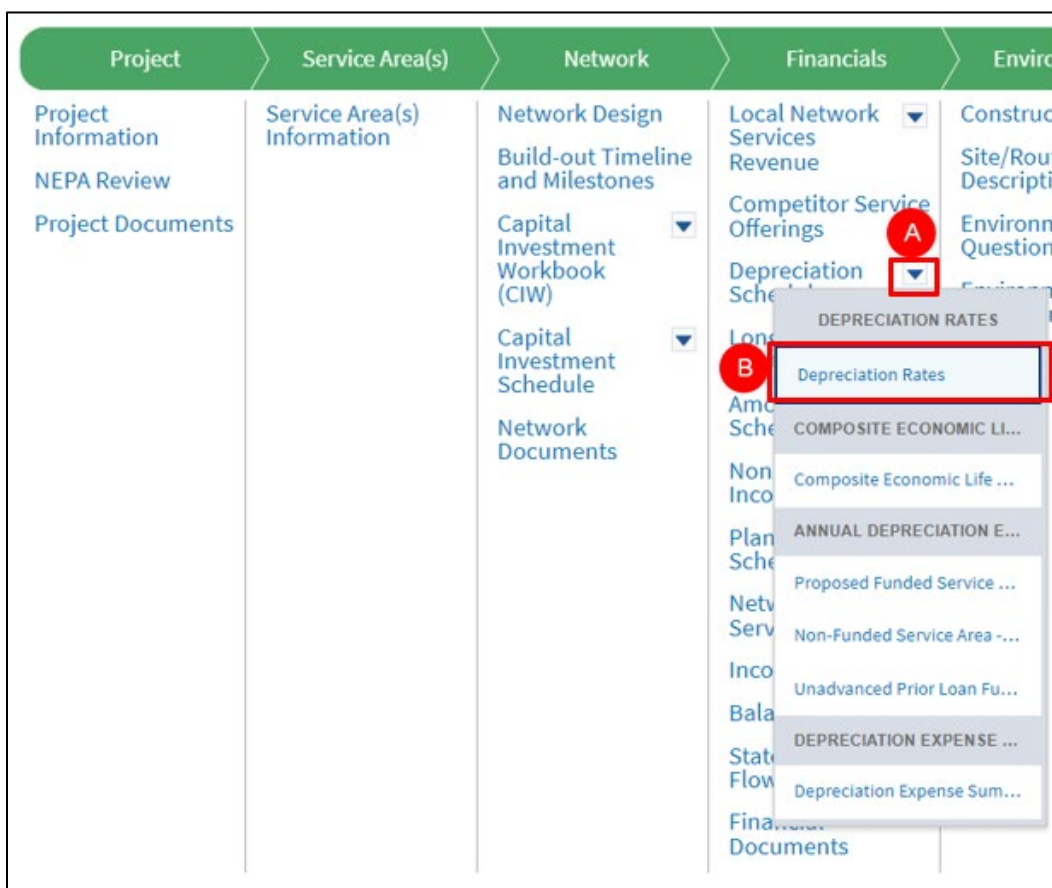 Project
Service Area(s)
Network
Financials
Project
Information
NEPA Review
Project Documents
Service Area(s)
Information
Network Design
Build-out Timeline
and Milestones
Capital
Investment
Workbook
(CIW)
Capital
Investment
Schedule
Network
Documents
Local Network
Services
Revenue
Competitor Service
Offerings
A
Depreciation
B
DEPRECIATION RATES
Depreciation Rates
COMPOSITE ECONOMIC LI...
Composite Economic Life ...
ANNUAL DEPRECIATION E...
Proposed Funded Service ...
Non-Funded Service Area -...
Unadvanced Prior Loan Fu...
DEPRECIATION EXPENSE ...
Depreciation Expense Sum...
Documents